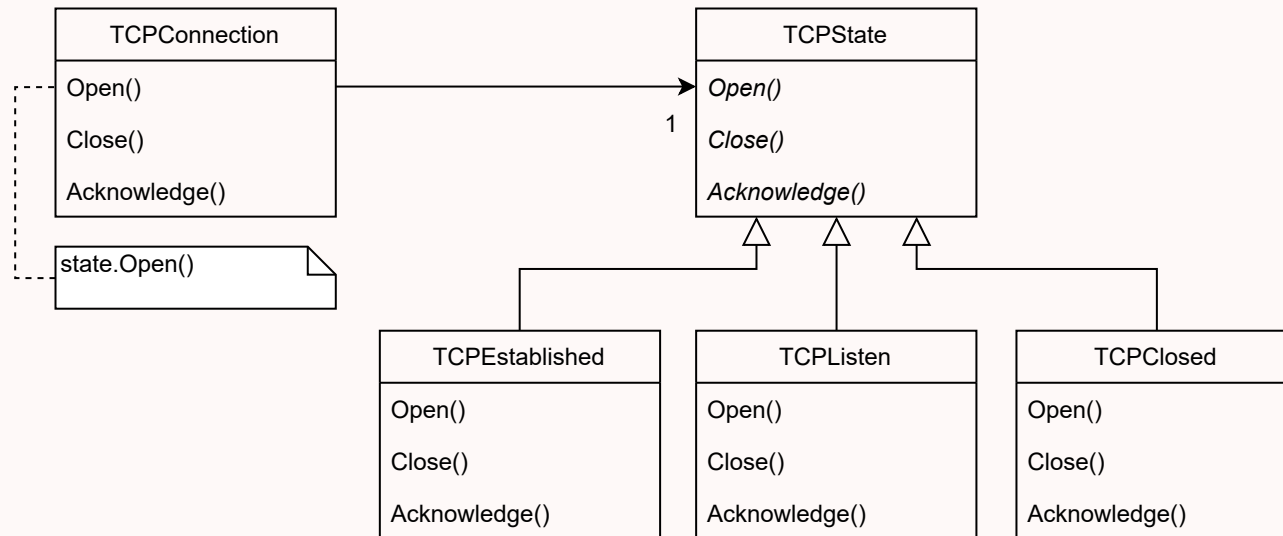 TCPConnection
Open()
Close()
Acknowledge()
state.Open()
1
TCPState
Open()
Close()
Acknowledge()
TCPEstablished
Open()
Close()
Acknowledge()
TCPListen
Open()
Close()
Acknowledge()
TCPClosed
Open()
Close()
Acknowledge()